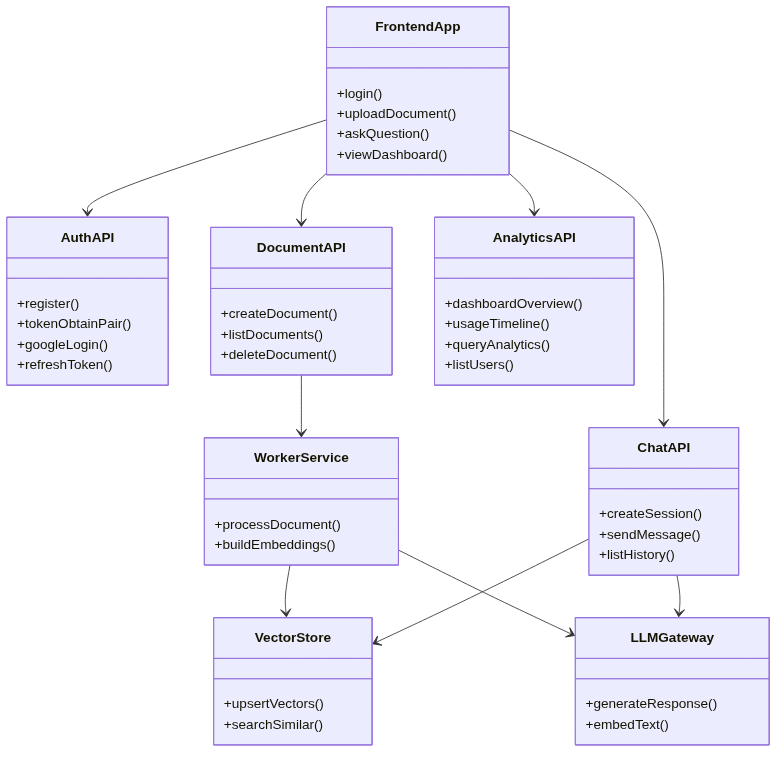 FrontendApp
+login()
+uploadDocument()
+askQuestion()
+viewDashboard()
AuthAPI
+register()
+tokenObtainPair()
+googleLogin()
+refreshToken()
DocumentAPI
+createDocument()
+listDocuments()
+deleteDocument()
AnalyticsAPI
+dashboardOverview()
+usageTimeline()
+queryAnalytics()
+listUsers()
WorkerService
+processDocument()
+buildEmbeddings()
ChatAPI
+createSession()
+sendMessage()
+listHistory()
VectorStore
+upsertVectors()
+searchSimilar()
LLMGateway
+generateResponse()
+embedText()